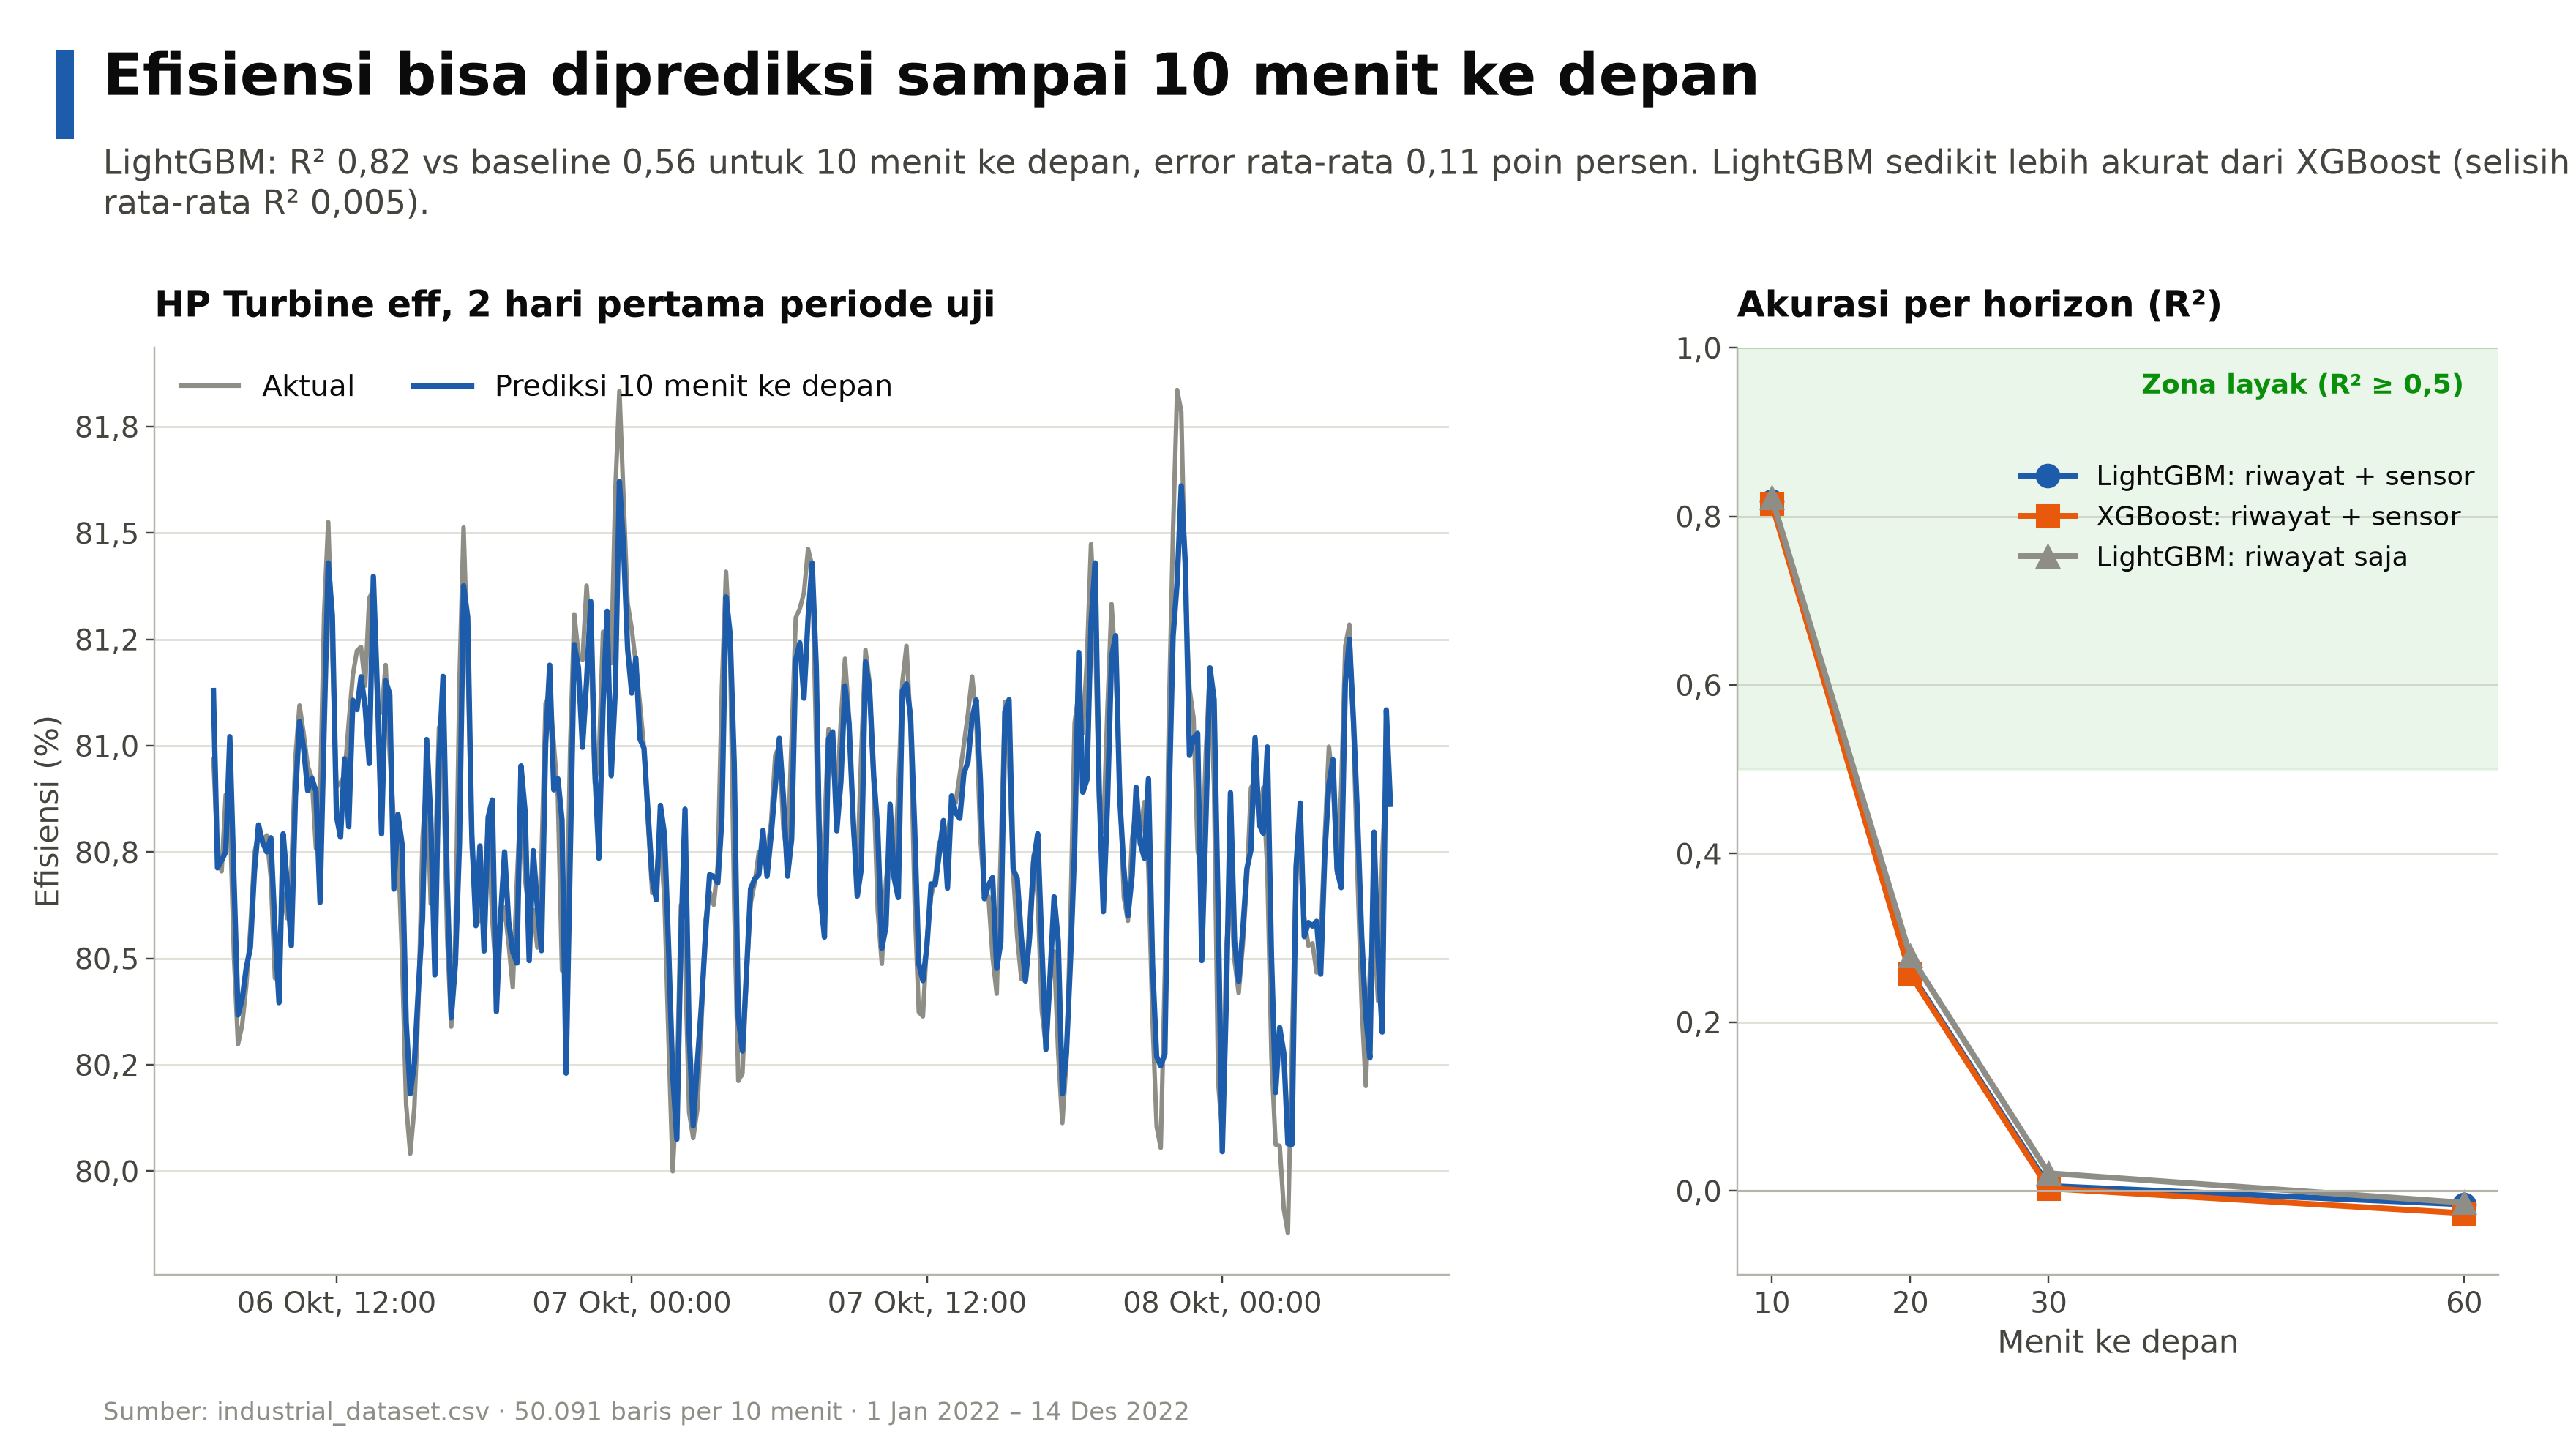 Efisiensi bisa diprediksi sampai 10 menit ke depan
LightGBM: R² 0,82 vs baseline 0,56 untuk 10 menit ke depan, error rata-rata 0,11 poin persen. LightGBM sedikit lebih akurat dari XGBoost (selisih
rata-rata R² 0,005).
HP Turbine eff, 2 hari pertama periode uji
Aktual
Prediksi 10 menit ke depan
Efisiensi (%)
81,8
81,5
81,2
81,0
80,8
80,5
80,2
80,0
06 Okt, 12:00
07 Okt, 00:00
07 Okt, 12:00
08 Okt, 00:00
Akurasi per horizon (R²)
Zona layak (R² ≥ 0,5)
LightGBM: riwayat + sensor
XGBoost: riwayat + sensor
LightGBM: riwayat saja
1,0
0,8
0,6
0,4
0,2
0,0
10
20
30
60
Menit ke depan
Sumber: industrial_dataset.csv · 50.091 baris per 10 menit · 1 Jan 2022 – 14 Des 2022